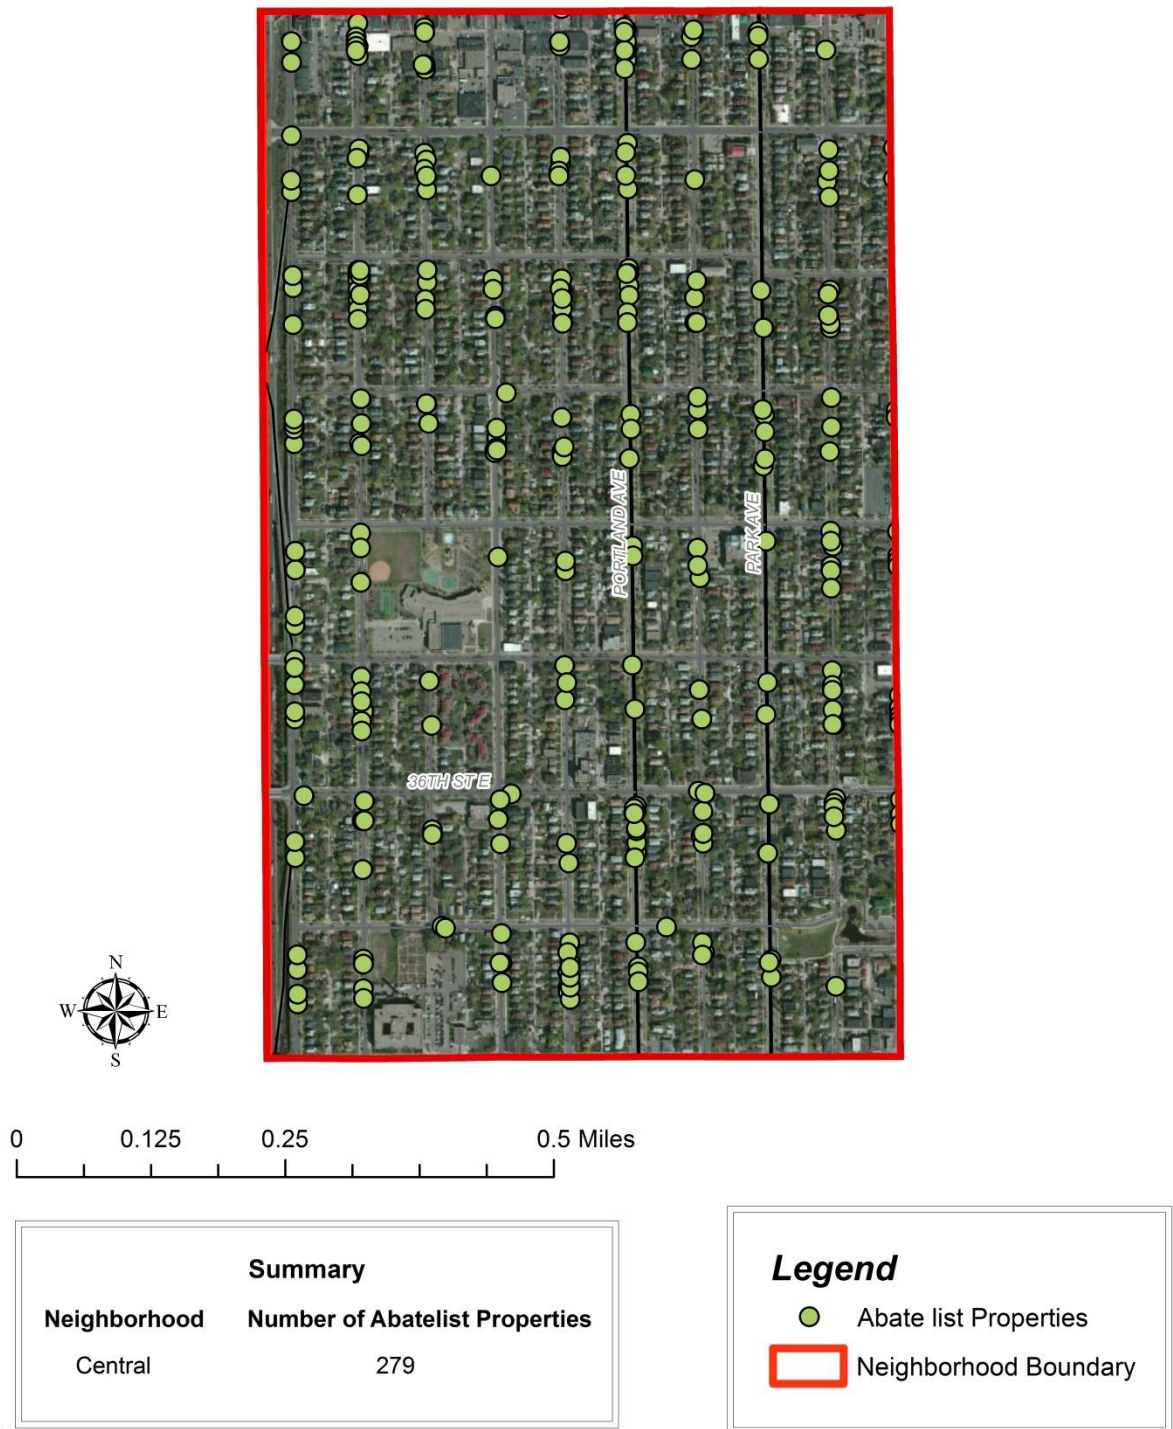 PORTLAND AVE
PARK AVE
36TH ST E
N
W E
S
0 0.125 0.25 0.5 Miles
Summary
Neighborhood Number of Abatelist Properties
Central 279
Legend
Abate list Properties
Neighborhood Boundary